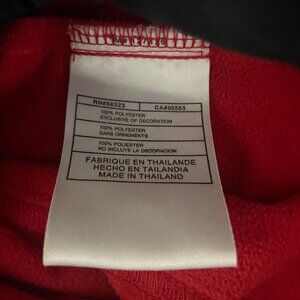 RN#56323 CA#05553
100% POLYESTER
EXCLUSIVE OF DECORATION
100% POLYESTER
SANS ORNEMENTS
100% POLIESTER
NO INCLUYE LA DECORACION
FABRIQUE EN THAILANDE
HECHO EN TAILANDIA
MADE IN THAILAND